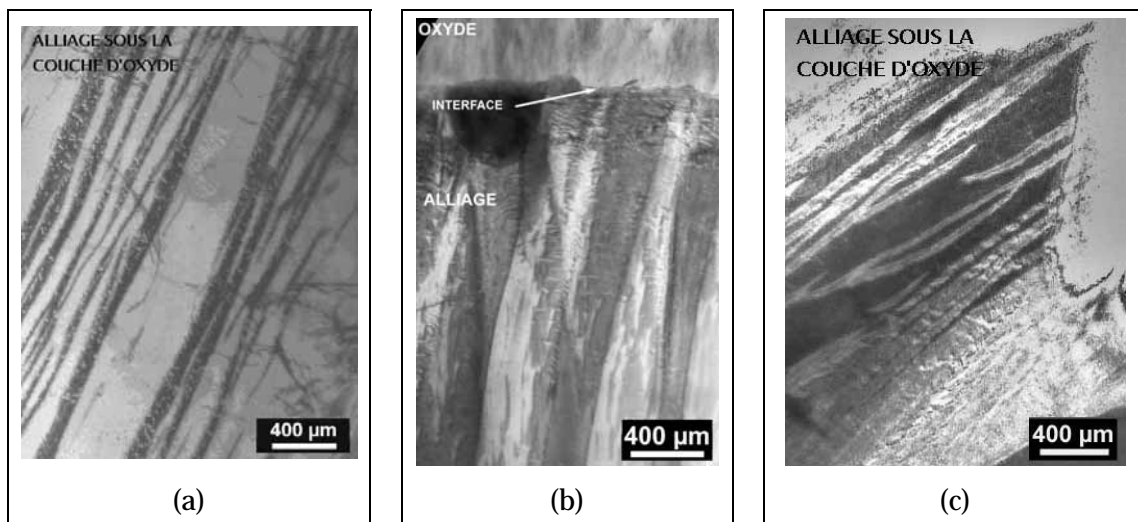 ALLIAGE SOUS LA
COUCHE D'OXYDE
400 µm
(a)
OXYDE
INTERFACE
ALLIAGE
400 µm
(b)
ALLIAGE SOUS LA
COUCHE D'OXYDE
400 µm
(c)